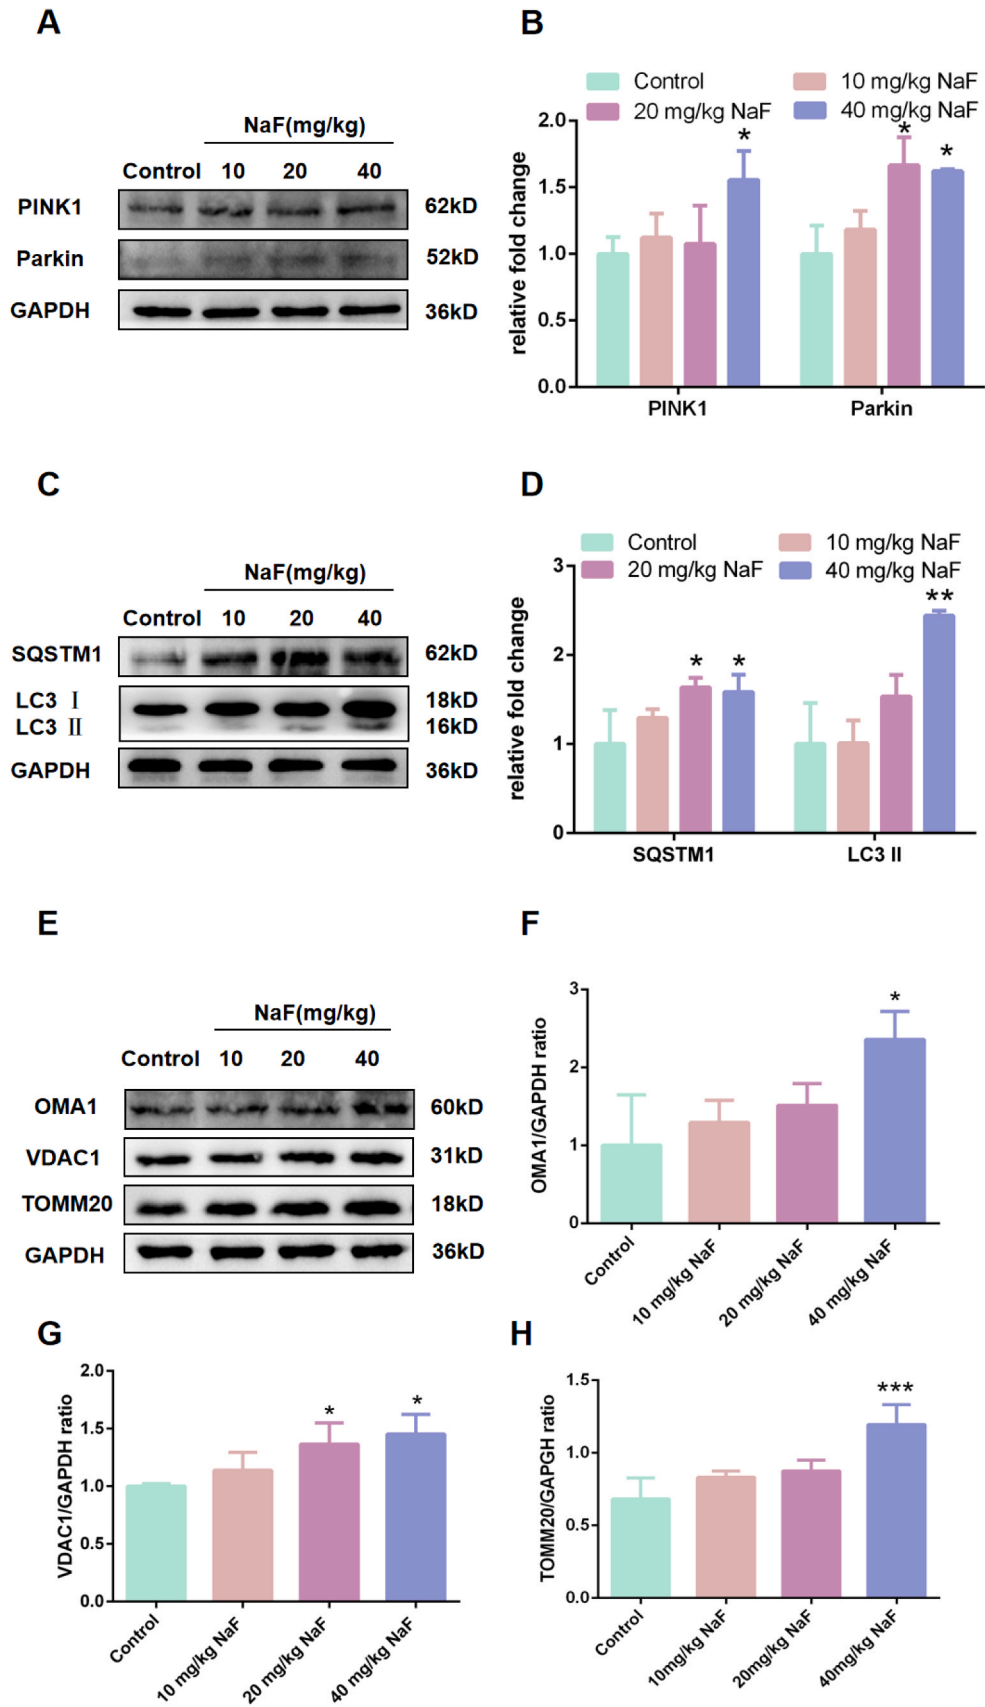 A
NaF(mg/kg)
Control 10 20 40
PINK1 62kD
Parkin 52kD
GAPDH 36kD
B
Control 10 mg/kg NaF
20 mg/kg NaF 40 mg/kg NaF
relative fold change
2.0
1.5
1.0
0.5
0.0
* * *
PINK1 Parkin
C
NaF(mg/kg)
Control 10 20 40
SQSTM1 62kD
LC3 Ⅰ 18kD
LC3 Ⅱ 16kD
GAPDH 36kD
D
Control 10 mg/kg NaF
20 mg/kg NaF 40 mg/kg NaF
relative fold change
3
2
1
0
* * **
SQSTM1 LC3 II
E
NaF(mg/kg)
Control 10 20 40
OMA1 60kD
VDAC1 31kD
TOMM20 18kD
GAPDH 36kD
F
OMA1/GAPDH ratio
3
2
1
0
*
Control
10 mg/kg NaF
20 mg/kg NaF
40 mg/kg NaF
G
VDAC1/GAPDH ratio
2.0
1.5
1.0
0.5
0.0
* *
Control
10 mg/kg NaF
20 mg/kg NaF
40 mg/kg NaF
H
TOMM20/GAPGH ratio
1.5
1.0
0.5
0.0
***
Control
10mg/kg NaF
20mg/kg NaF
40mg/kg NaF